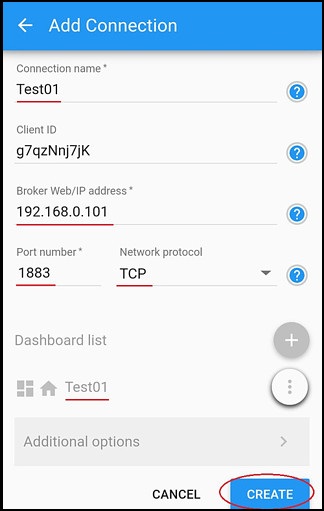 Add Connection
Connection name *
Test01
Client ID
g7qzNnj7jK
Broker Web/IP address *
192.168.0.101
Port number * Network protocol
1883 TCP
Dashboard list
Test01
Additional options
CANCEL CREATE